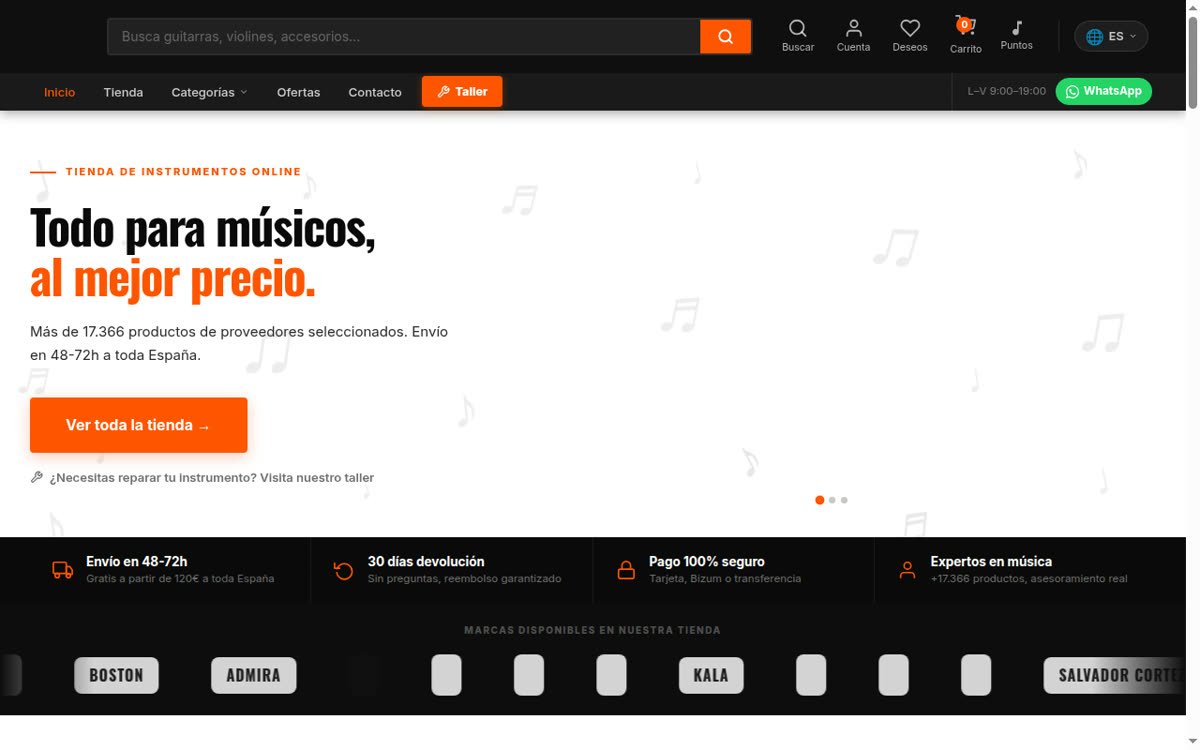 Busca guitarras, violines, accesorios...
Buscar
Cuenta
Deseos
0
Carrito
Puntos
ES
Inicio
Tienda
Categorías
Ofertas
Contacto
Taller
L–V 9:00–19:00
WhatsApp
TIENDA DE INSTRUMENTOS ONLINE
Todo para músicos,
al mejor precio.
Más de 17.366 productos de proveedores seleccionados. Envío
en 48-72h a toda España.
Ver toda la tienda →
¿Necesitas reparar tu instrumento? Visita nuestro taller
Envío en 48-72h
Gratis a partir de 120€ a toda España
30 días devolución
Sin preguntas, reembolso garantizado
Pago 100% seguro
Tarjeta, Bizum o transferencia
Expertos en música
+17.366 productos, asesoramiento real
MARCAS DISPONIBLES EN NUESTRA TIENDA
BOSTON
ADMIRA
KALA
SALVADOR CORTEZ